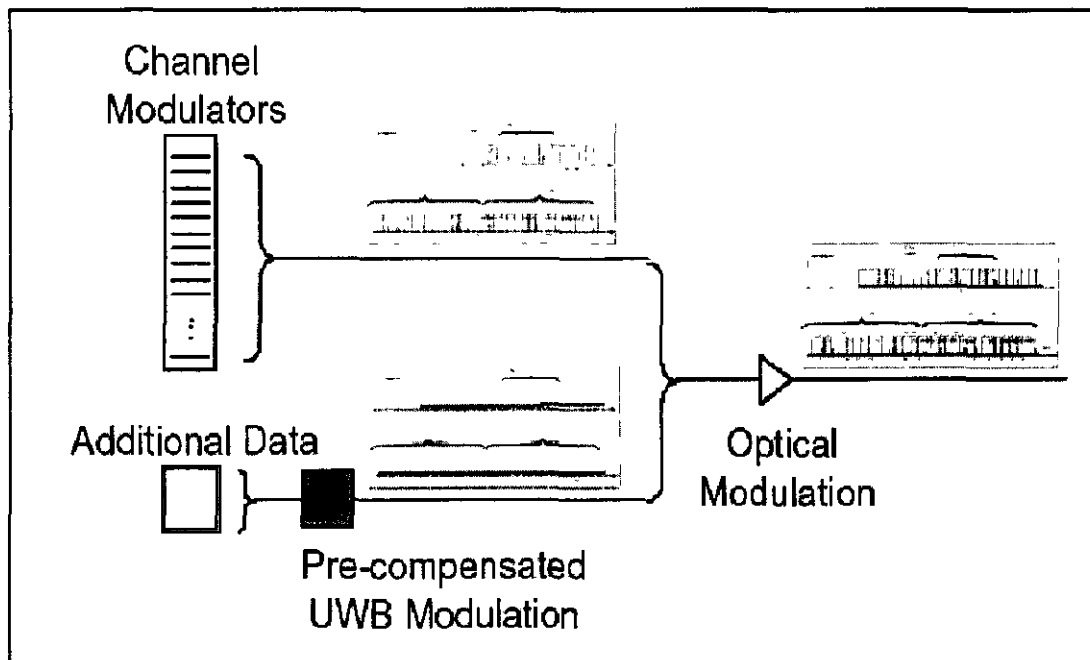 Channel
Modulators
Additional Data
Pre-compensated
UWB Modulation
Optical
Modulation